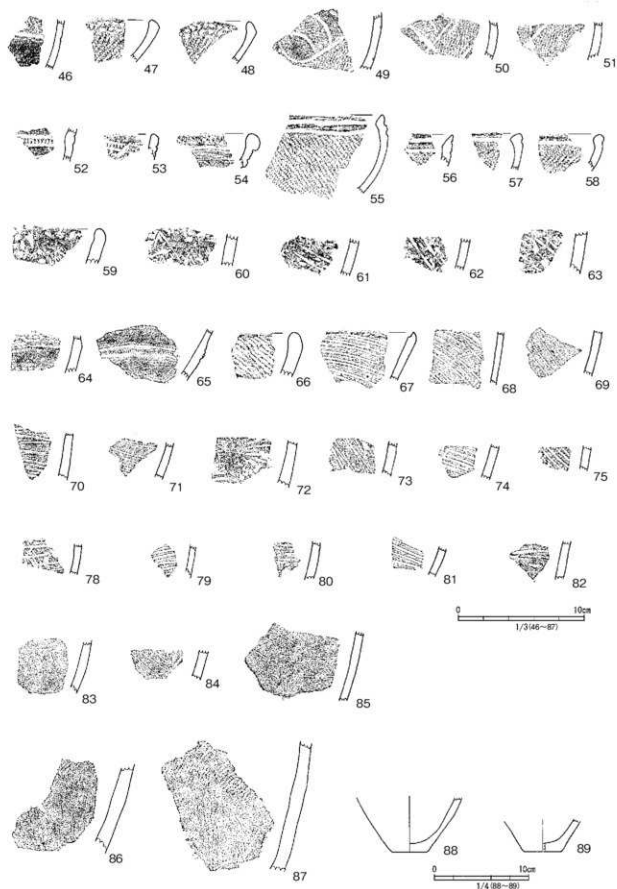 46 47 48 49 50 51
52 53 54 55 56 57 58
59 60 61 62 63
64 65 66 67 68 69
70 71 72 73 74 75
78 79 80 81 82
0 10cm
1/3(46~87)
83 84 85
86 87 88 89
0 10cm
1/4(88~89)